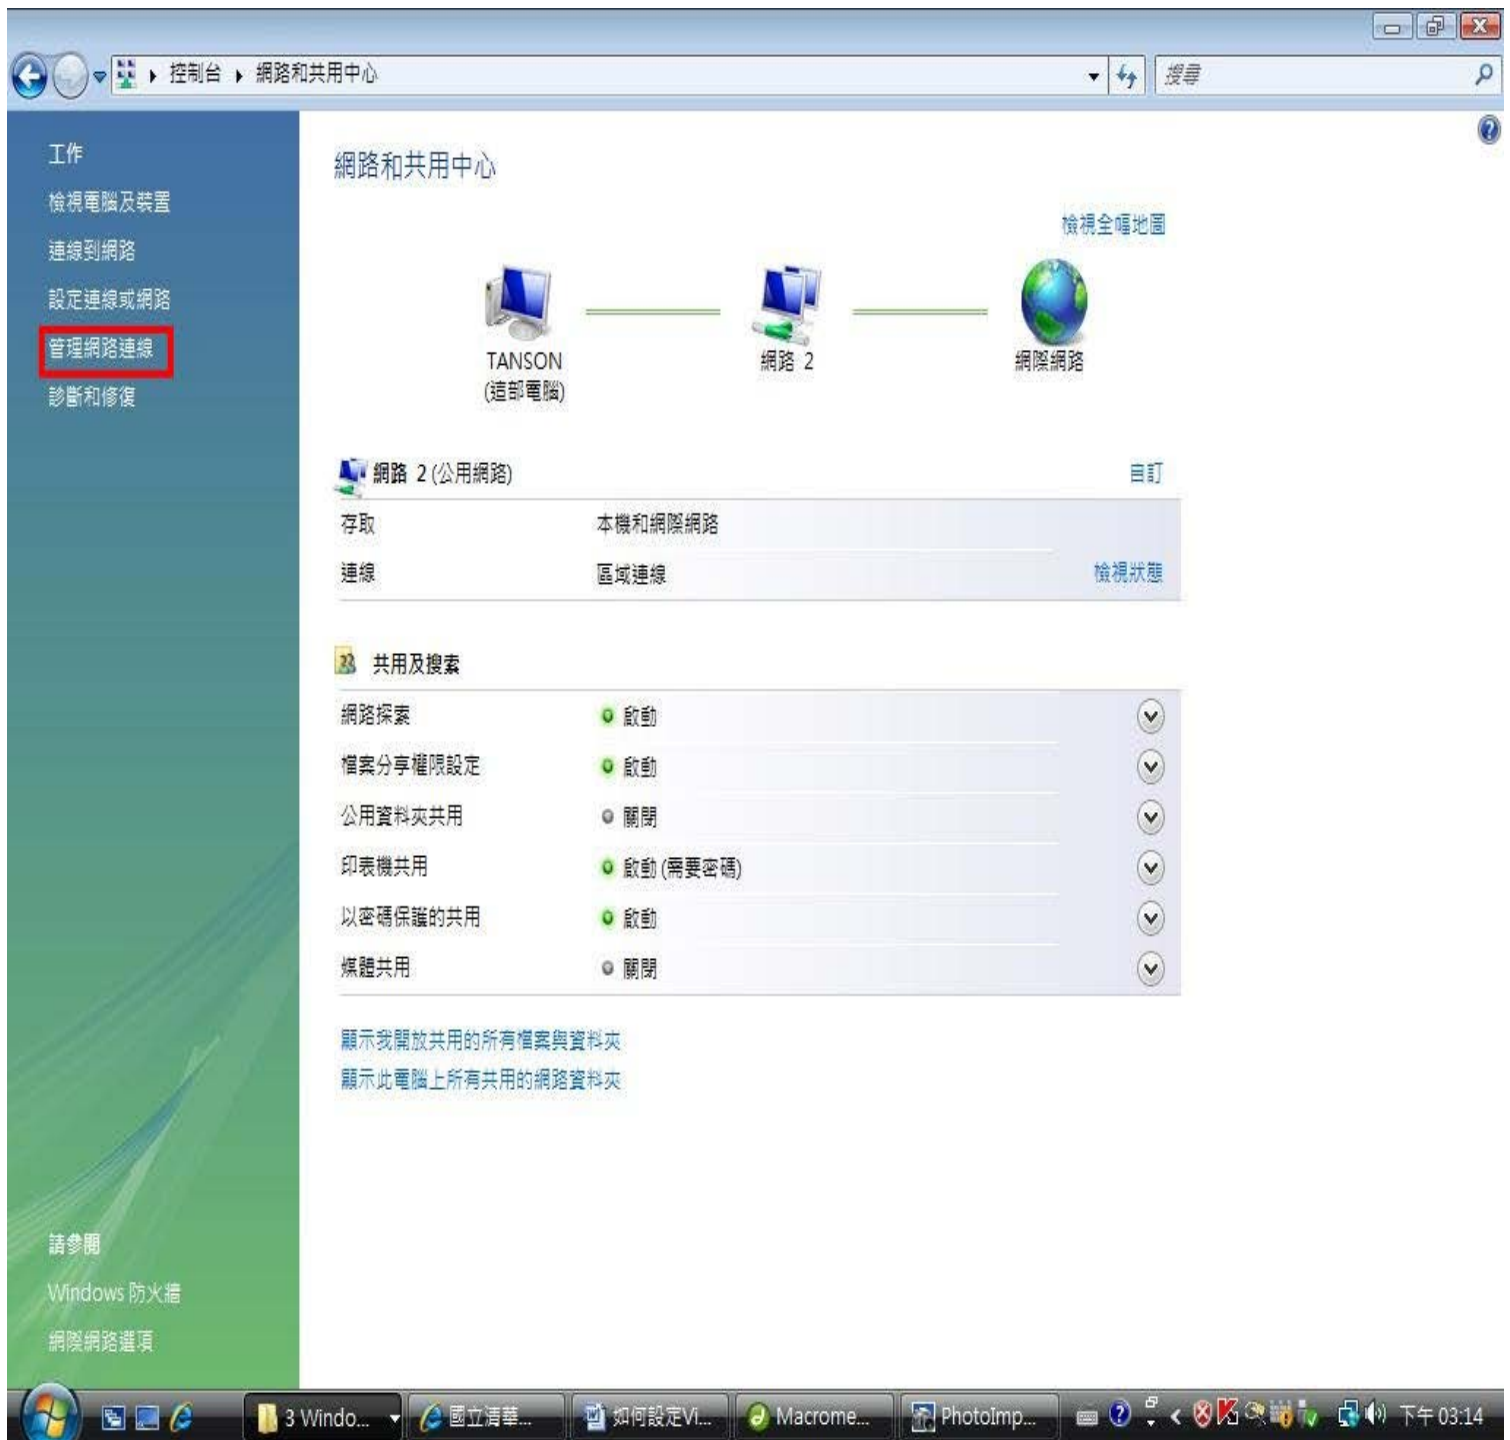 控制台 ▸ 網路和共用中心
搜尋
工作
檢視電腦及裝置
連線到網路
設定連線或網路
管理網路連線
診斷和修復
網路和共用中心
檢視全幅地圖
TANSON
(這部電腦)
網路 2
網際網路
網路 2 (公用網路) 自訂
存取 本機和網際網路
連線 區域連線 檢視狀態
共用及搜索
網路探索 啟動
檔案分享權限設定 啟動
公用資料夾共用 關閉
印表機共用 啟動 (需要密碼)
以密碼保護的共用 啟動
媒體共用 關閉
顯示我開放共用的所有檔案與資料夾
顯示此電腦上所有共用的網路資料夾
請參閱
Windows 防火牆
網際網路選項
3 Windo... 國立清華... 如何設定Vi... Macrome... PhotoImp... 下午 03:14